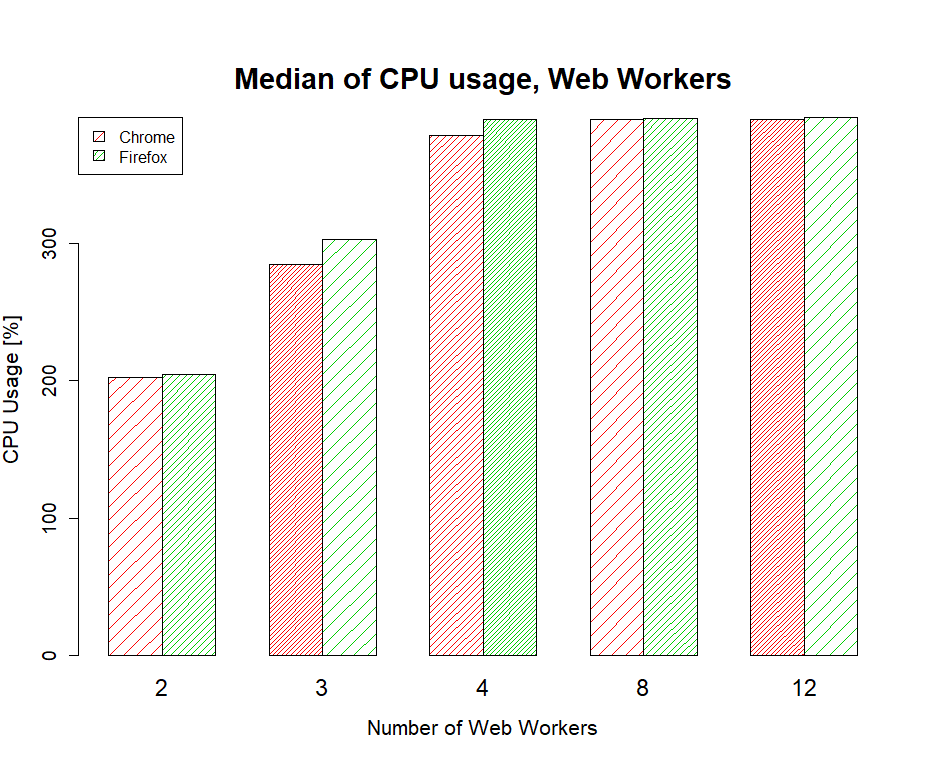 Median of CPU usage, Web Workers
Chrome
Firefox
CPU Usage [%]
300
200
100
0
2 3 4 8 12
Number of Web Workers